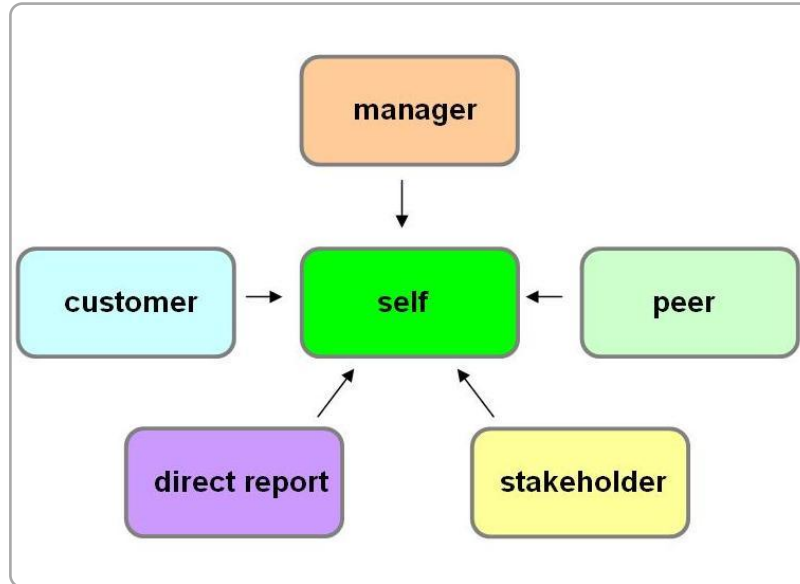 manager
customer
self
peer
direct report
stakeholder